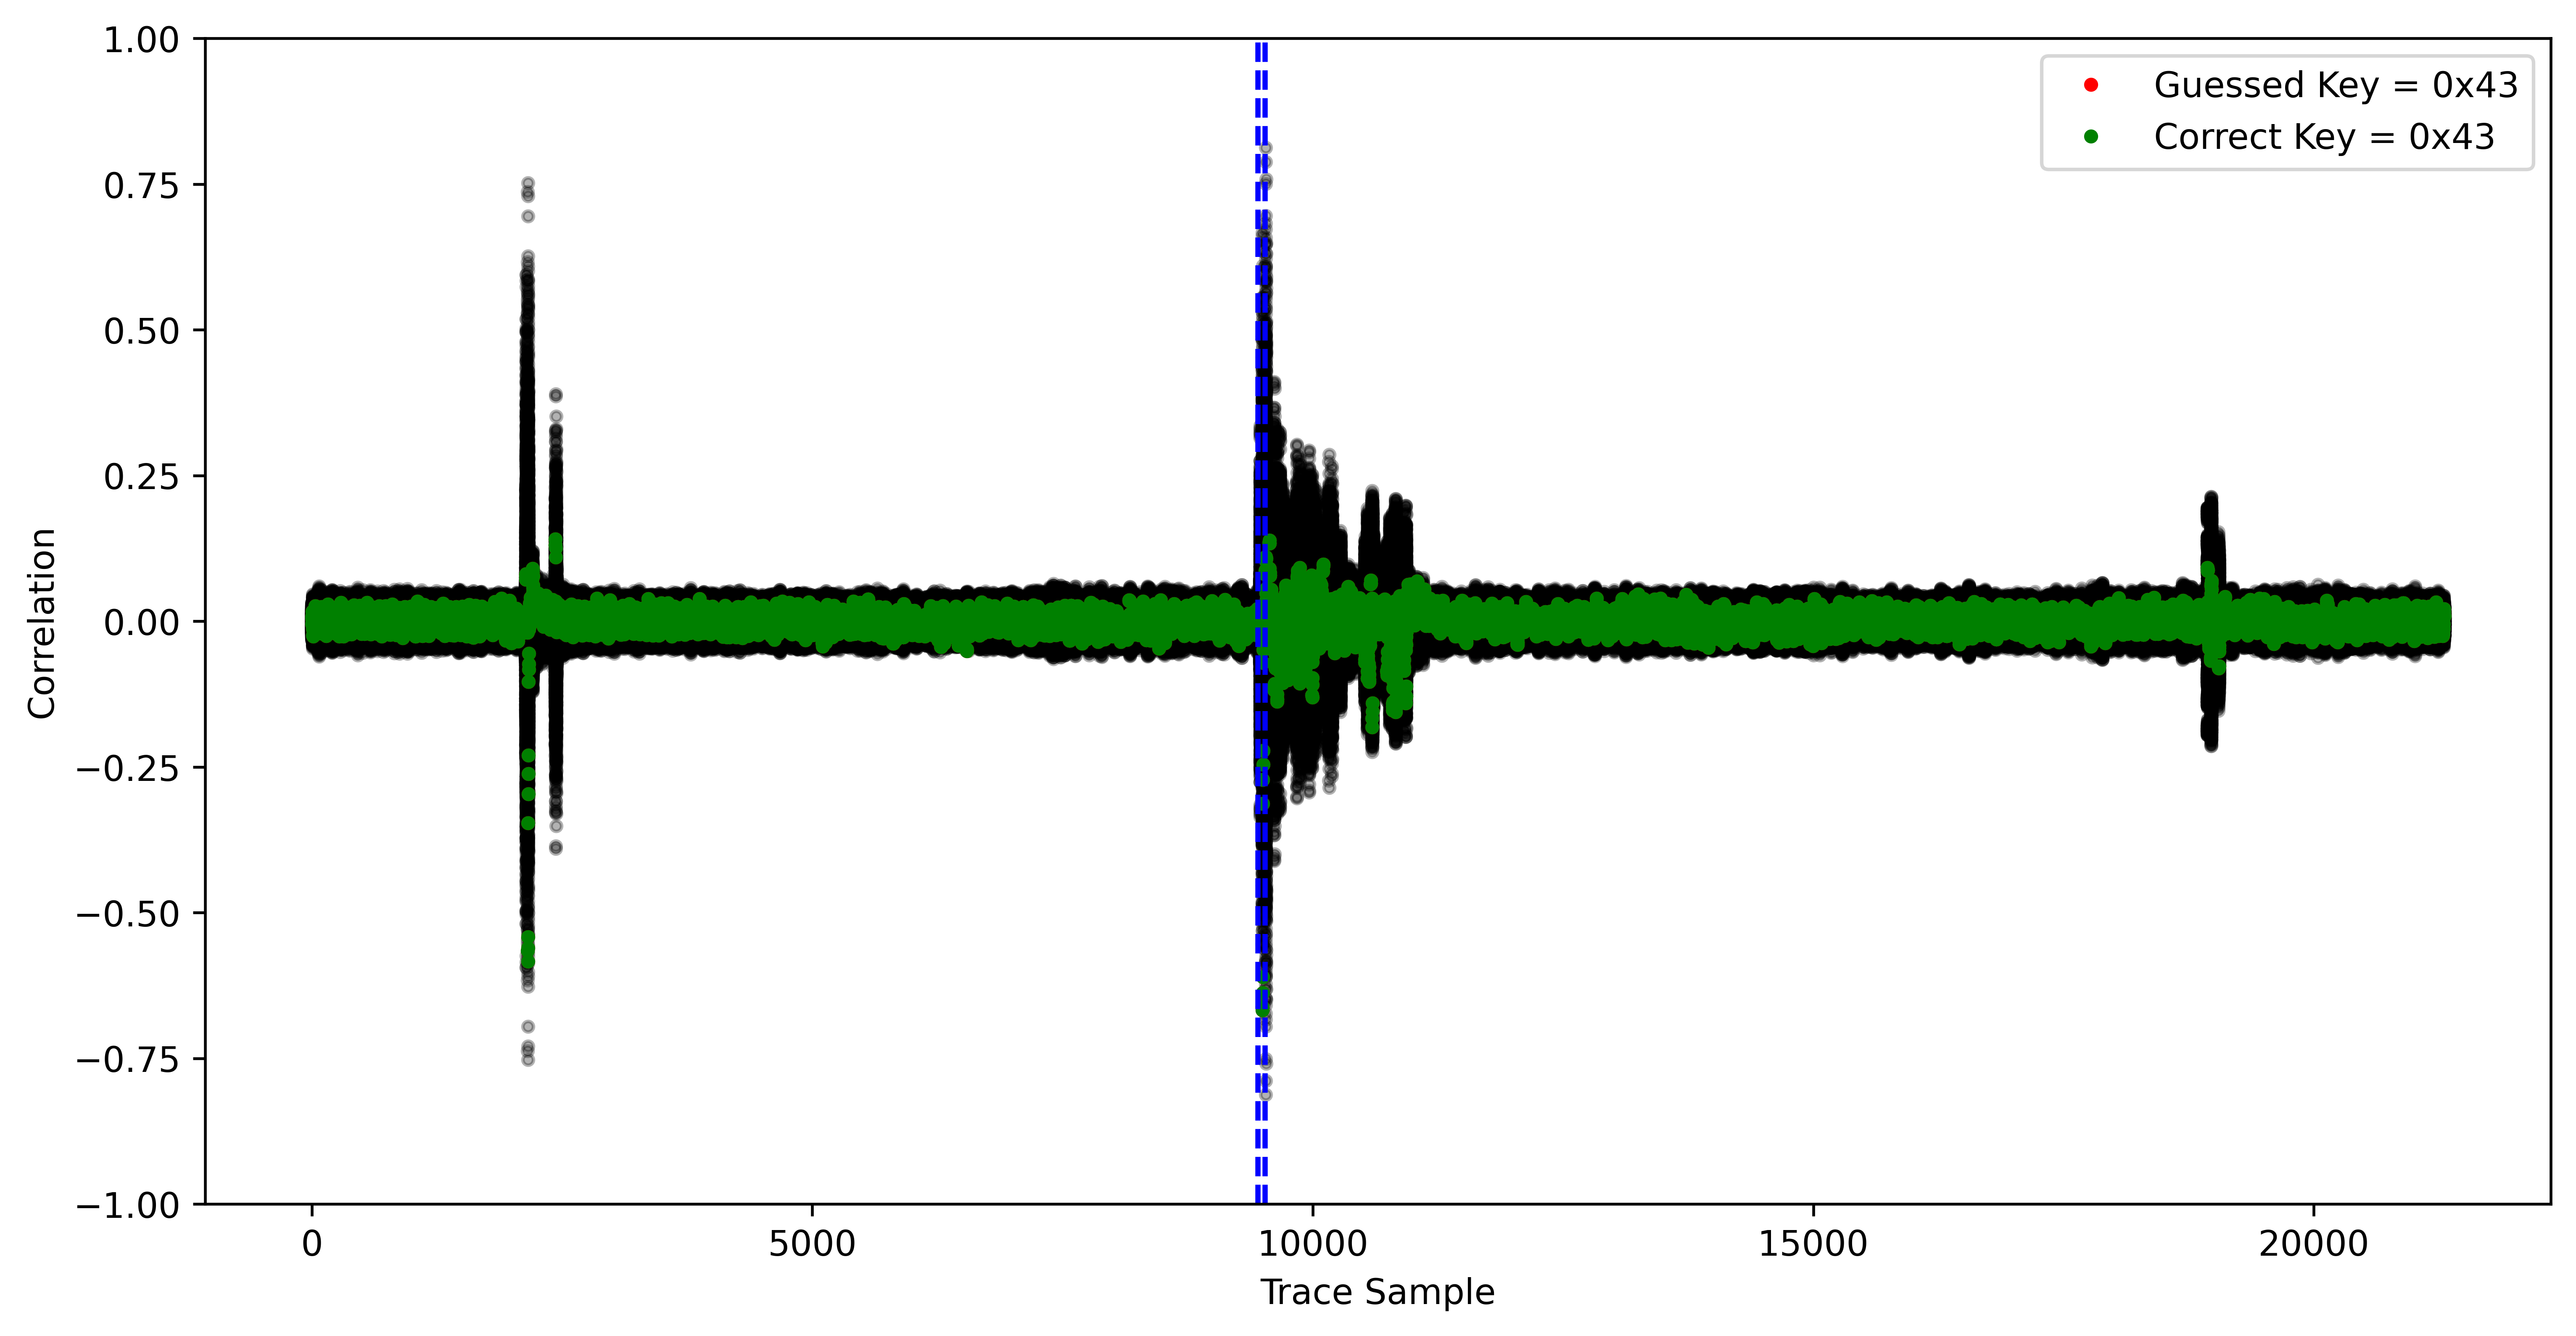 1.00
0.75
0.50
0.25
0.00
−0.25
−0.50
−0.75
−1.00
Correlation
Guessed Key = 0x43
Correct Key = 0x43
0 5000 10000 15000 20000
Trace Sample